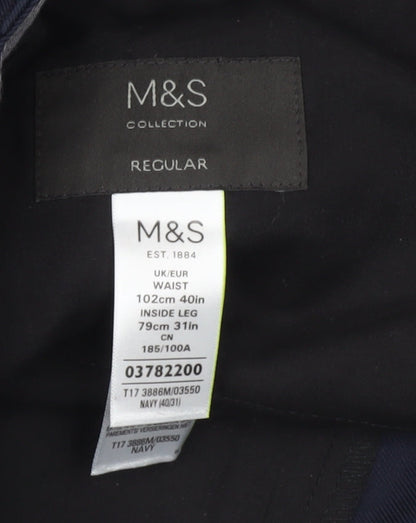 M&S
COLLECTION
REGULAR
M&S
EST. 1884
UK/EUR
WAIST
102cm 40in
INSIDE LEG
79cm 31in
CN
185/100A
03782200
T17 3886M/03550
NAVY (40/31)
T17 3886M/03550
NAVY